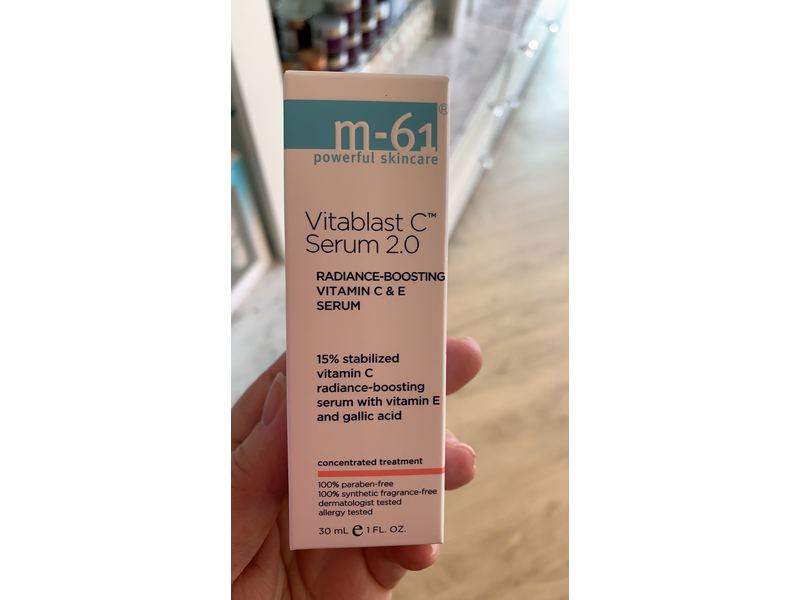 m-61®
powerful skincare
Vitablast C™
Serum 2.0
RADIANCE-BOOSTING
VITAMIN C & E
SERUM
15% stabilized
vitamin C
radiance-boosting
serum with vitamin E
and gallic acid
concentrated treatment
100% paraben-free
100% synthetic fragrance-free
dermatologist tested
allergy tested
30 mL e 1 FL. OZ.